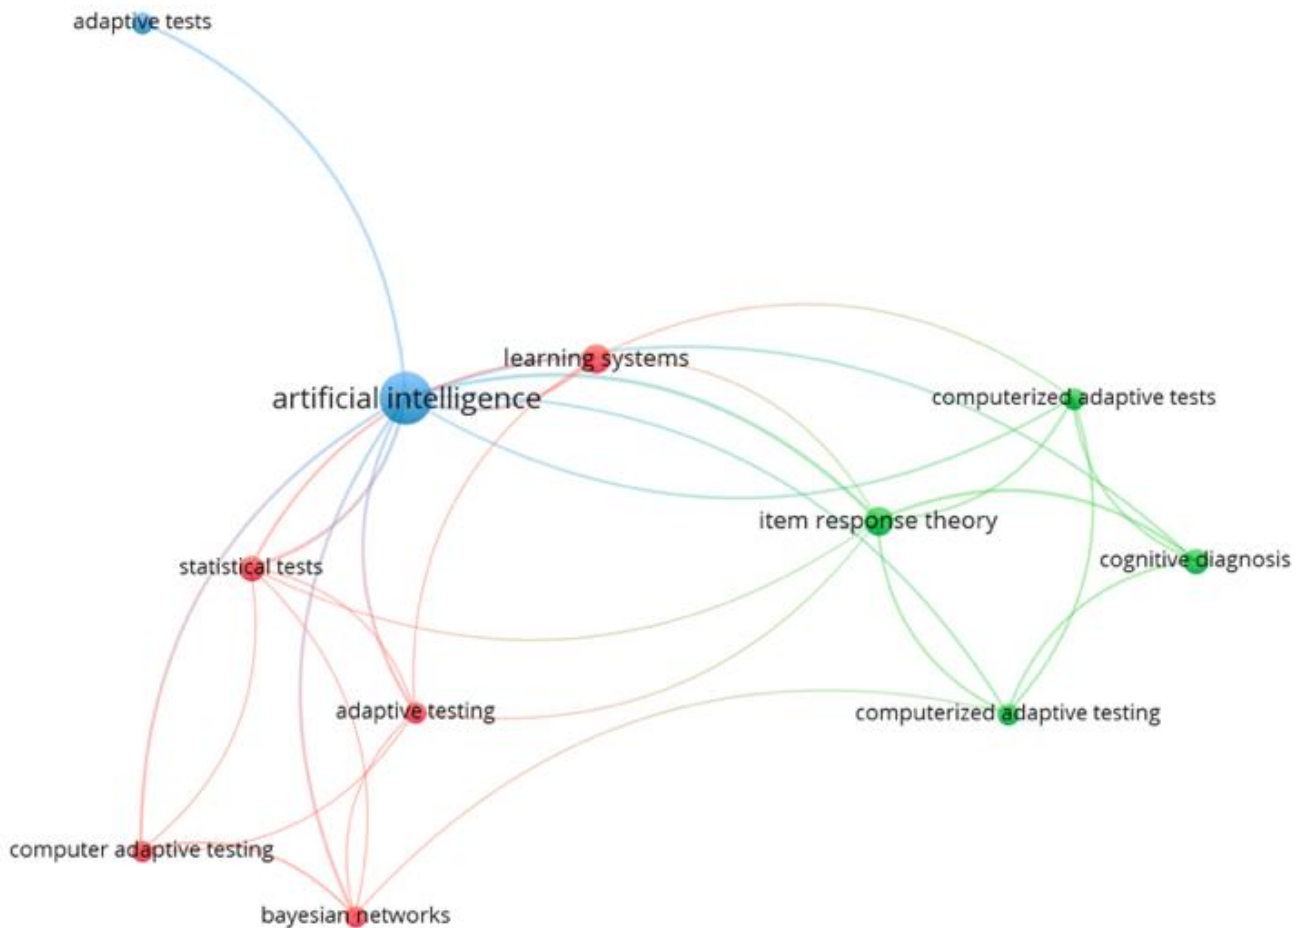 adaptive tests
learning systems
artificial intelligence
computerized adaptive tests
item response theory
cognitive diagnosis
statistical tests
adaptive testing
computerized adaptive testing
computer adaptive testing
bayesian networks